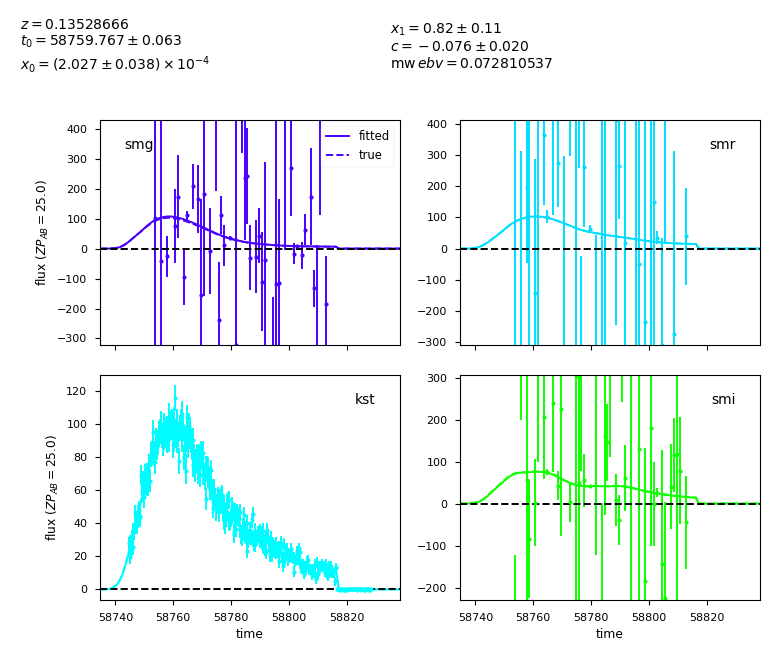 z = 0.13528666
t₀ = 58759.767 ± 0.063
x₀ = (2.027 ± 0.038) × 10⁻⁴
x₁ = 0.82 ± 0.11
c = −0.076 ± 0.020
mw ebv = 0.072810537
smg
fitted
true
flux (ZP_AB = 25.0)
400
300
200
100
0
−100
−200
−300
smr
400
300
200
100
0
−100
−200
−300
kst
flux (ZP_AB = 25.0)
120
100
80
60
40
20
0
58740 58760 58780 58800 58820
time
smi
300
200
100
0
−100
−200
58740 58760 58780 58800 58820
time